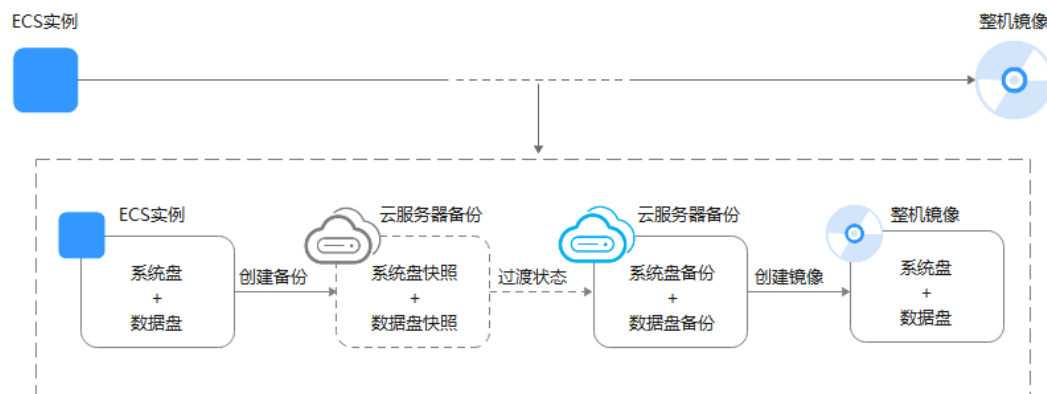 ECS实例
整机镜像
ECS实例
云服务器备份
云服务器备份
整机镜像
系统盘
+
数据盘
创建备份
系统盘快照
+
数据盘快照
过渡状态
系统盘备份
+
数据盘备份
创建镜像
系统盘
+
数据盘